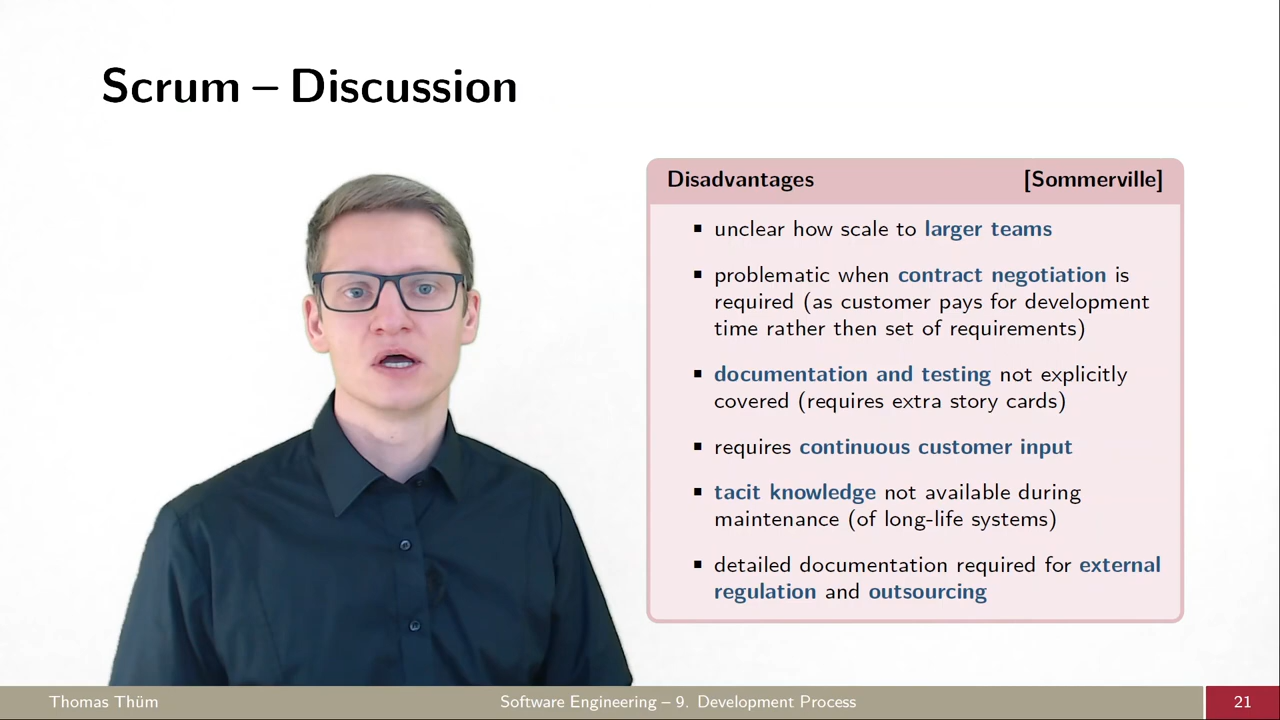 Scrum – Discussion
Disadvantages [Sommerville]
▪ unclear how scale to larger teams
▪ problematic when contract negotiation is
required (as customer pays for development
time rather then set of requirements)
▪ documentation and testing not explicitly
covered (requires extra story cards)
▪ requires continuous customer input
▪ tacit knowledge not available during
maintenance (of long-life systems)
▪ detailed documentation required for external
regulation and outsourcing
Thomas Thüm Software Engineering – 9. Development Process 21